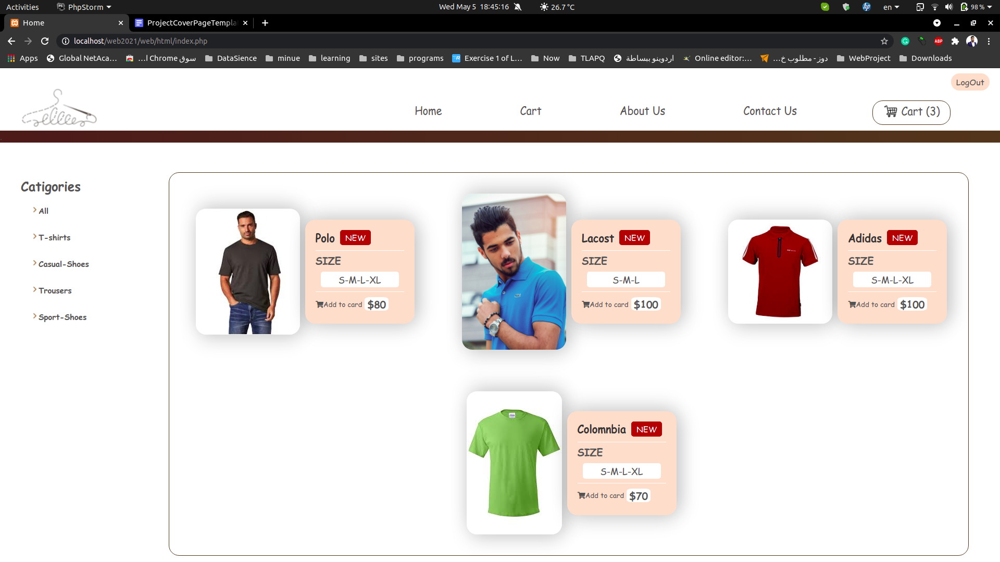 Activities PhpStorm Wed May 5 18:45:16 26.7 °C en 98 %
Home ProjectCoverPageTempla
localhost/web2021/web/html/index.php ABP
Apps Global NetAca... سوق Chrome ا... DataSience minue learning sites programs Exercise 1 of L... Now TLAPQ اردوينو ببساطة Online editor:... دوز - مطلوب خ... WebProject Downloads
LogOut
Home Cart About Us Contact Us Cart (3)
Catigories
All
T-shirts
Casual-Shoes
Trousers
Sport-Shoes
Polo NEW
SIZE
S-M-L-XL
Add to card $80
Lacost NEW
SIZE
S-M-L
Add to card $100
Adidas NEW
SIZE
S-M-L-XL
Add to card $100
Colomnbia NEW
SIZE
S-M-L-XL
Add to card $70